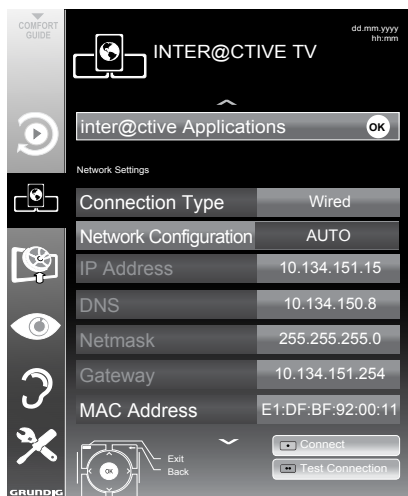 COMFORT
GUIDE
dd.mm.yyyy
hh:mm
INTER@CTIVE TV
inter@ctive Applications OK
Network Settings
Connection Type Wired
Network Configuration AUTO
IP Address 10.134.151.15
DNS 10.134.150.8
Netmask 255.255.255.0
Gateway 10.134.151.254
MAC Address E1:DF:BF:92:00:11
Exit
Back
OK
Connect
Test Connection
GRUNDIG